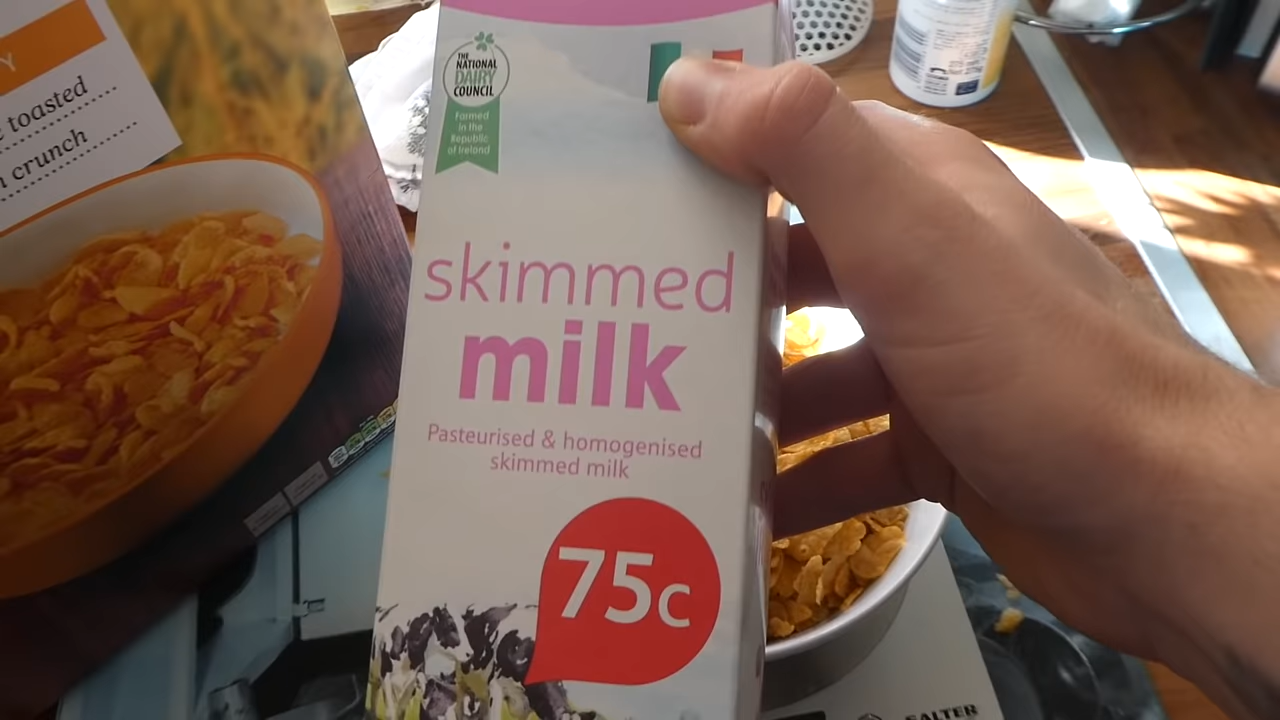 Y
toasted
crunch
THE
NATIONAL
DAIRY
COUNCIL
Farmed
in the
Republic
of Ireland
skimmed
milk
Pasteurised & homogenised
skimmed milk
75c
SALTER